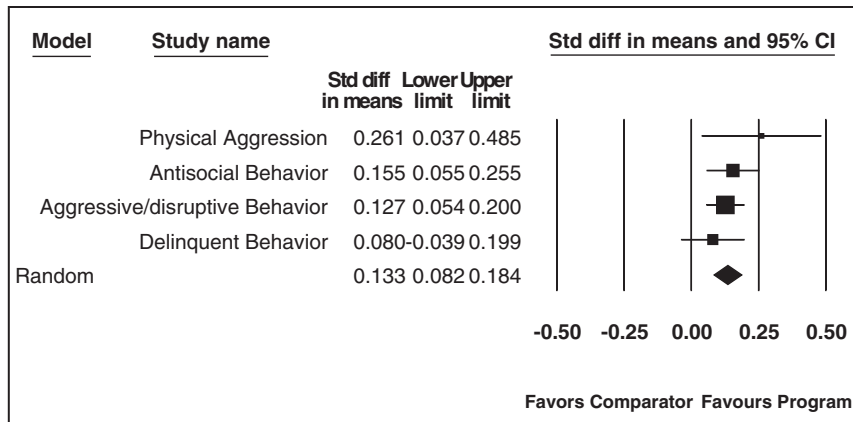 Model Study name Std diff in means and 95% CI
Std diff Lower Upper
in means limit limit
Physical Aggression 0.261 0.037 0.485
Antisocial Behavior 0.155 0.055 0.255
Aggressive/disruptive Behavior 0.127 0.054 0.200
Delinquent Behavior 0.080 -0.039 0.199
Random 0.133 0.082 0.184
-0.50 -0.25 0.00 0.25 0.50
Favors Comparator Favours Program